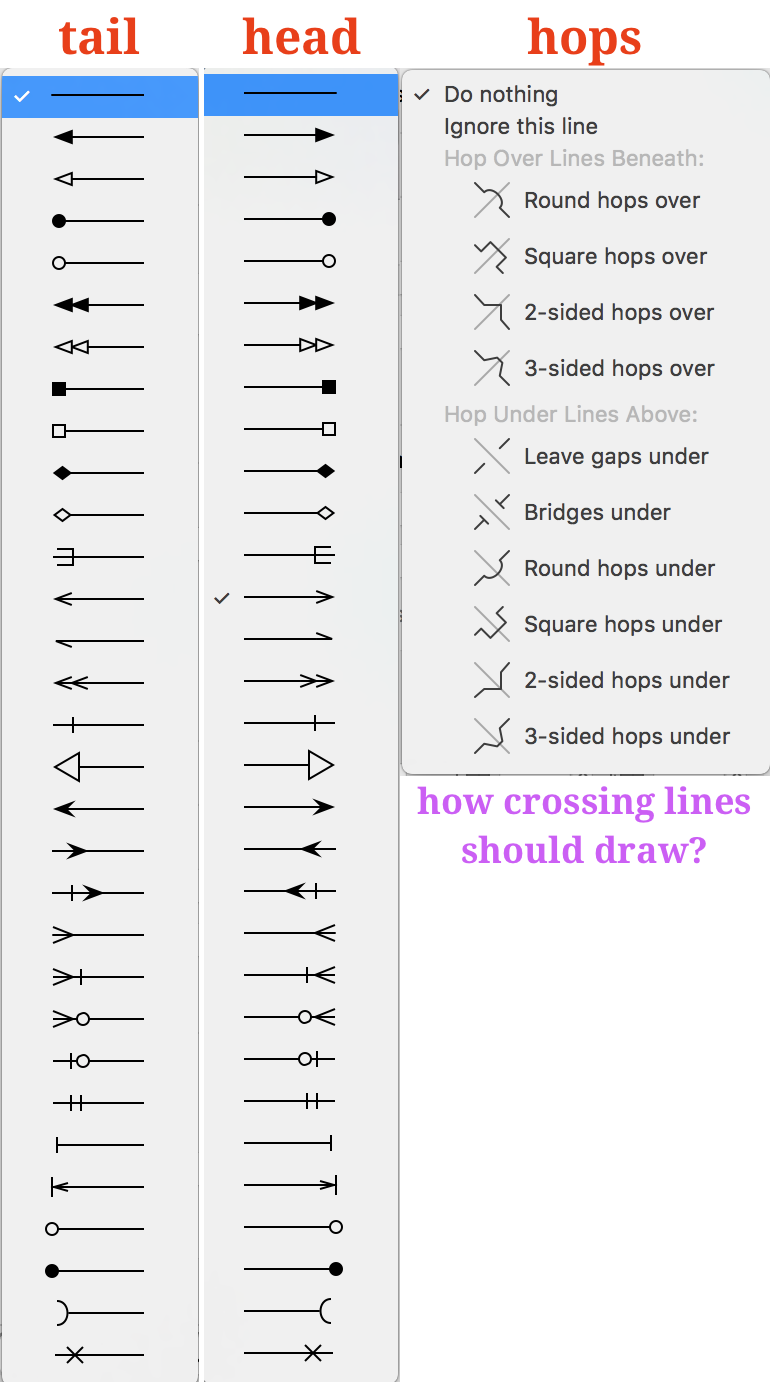 tail
head
hops
Do nothing
Ignore this line
Hop Over Lines Beneath:
Round hops over
Square hops over
2-sided hops over
3-sided hops over
Hop Under Lines Above:
Leave gaps under
Bridges under
Round hops under
Square hops under
2-sided hops under
3-sided hops under
how crossing lines
should draw?